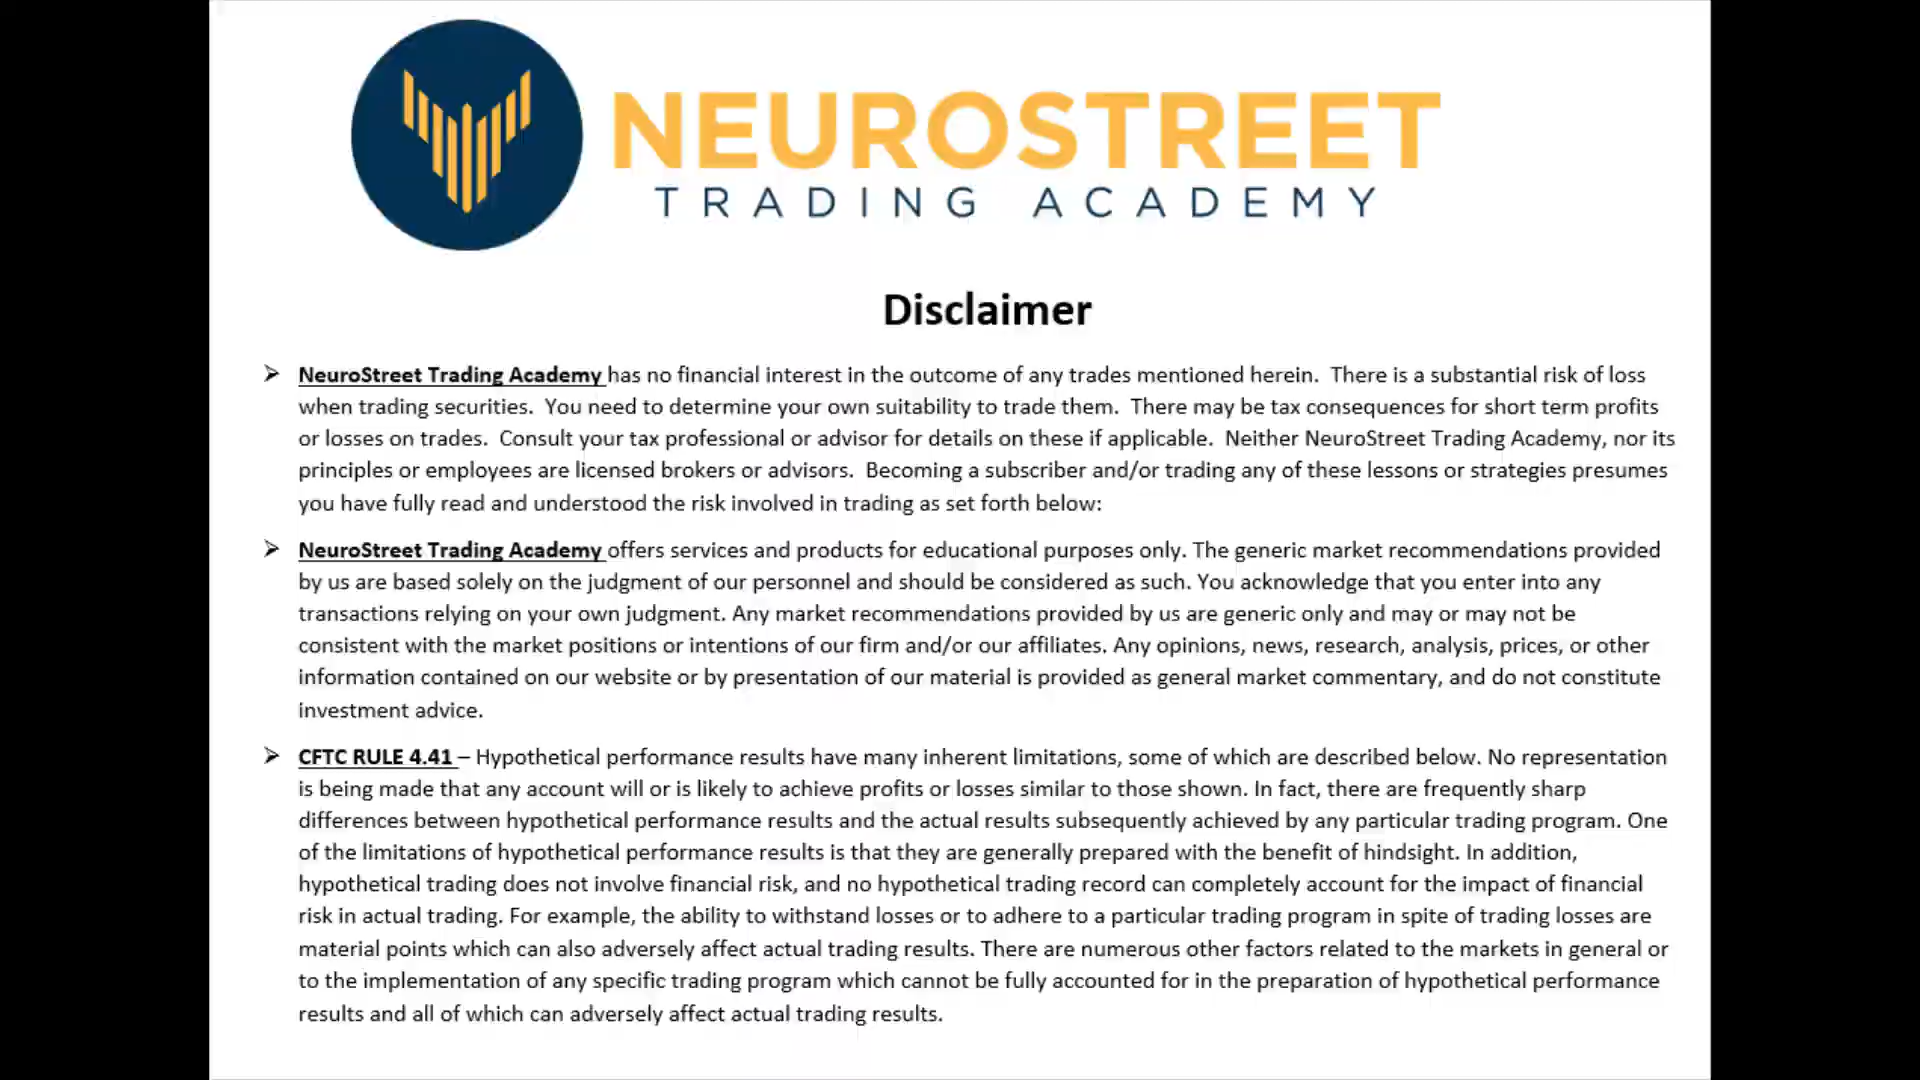 NEUROSTREET
TRADING ACADEMY
Disclaimer
➢ NeuroStreet Trading Academy has no financial interest in the outcome of any trades mentioned herein.  There is a substantial risk of loss
when trading securities.  You need to determine your own suitability to trade them.  There may be tax consequences for short term profits
or losses on trades.  Consult your tax professional or advisor for details on these if applicable.  Neither NeuroStreet Trading Academy, nor its
principles or employees are licensed brokers or advisors.  Becoming a subscriber and/or trading any of these lessons or strategies presumes
you have fully read and understood the risk involved in trading as set forth below:
➢ NeuroStreet Trading Academy offers services and products for educational purposes only. The generic market recommendations provided
by us are based solely on the judgment of our personnel and should be considered as such. You acknowledge that you enter into any
transactions relying on your own judgment. Any market recommendations provided by us are generic only and may or may not be
consistent with the market positions or intentions of our firm and/or our affiliates. Any opinions, news, research, analysis, prices, or other
information contained on our website or by presentation of our material is provided as general market commentary, and do not constitute
investment advice.
➢ CFTC RULE 4.41 – Hypothetical performance results have many inherent limitations, some of which are described below. No representation
is being made that any account will or is likely to achieve profits or losses similar to those shown. In fact, there are frequently sharp
differences between hypothetical performance results and the actual results subsequently achieved by any particular trading program. One
of the limitations of hypothetical performance results is that they are generally prepared with the benefit of hindsight. In addition,
hypothetical trading does not involve financial risk, and no hypothetical trading record can completely account for the impact of financial
risk in actual trading. For example, the ability to withstand losses or to adhere to a particular trading program in spite of trading losses are
material points which can also adversely affect actual trading results. There are numerous other factors related to the markets in general or
to the implementation of any specific trading program which cannot be fully accounted for in the preparation of hypothetical performance
results and all of which can adversely affect actual trading results.